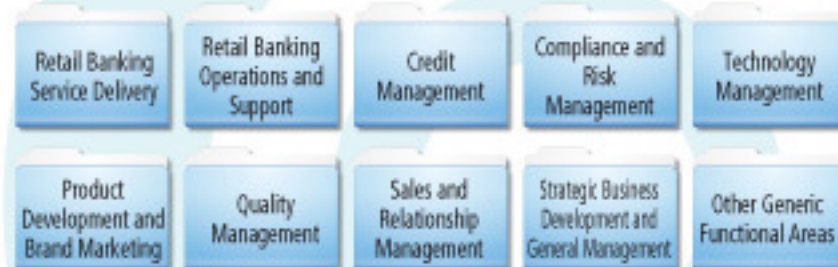 Retail Banking
Service Delivery
Retail Banking
Operations and
Support
Credit
Management
Compliance and
Risk
Management
Technology
Management
Product
Development and
Brand Marketing
Quality
Management
Sales and
Relationship
Management
Strategic Business
Development and
General Management
Other Generic
Functional Areas